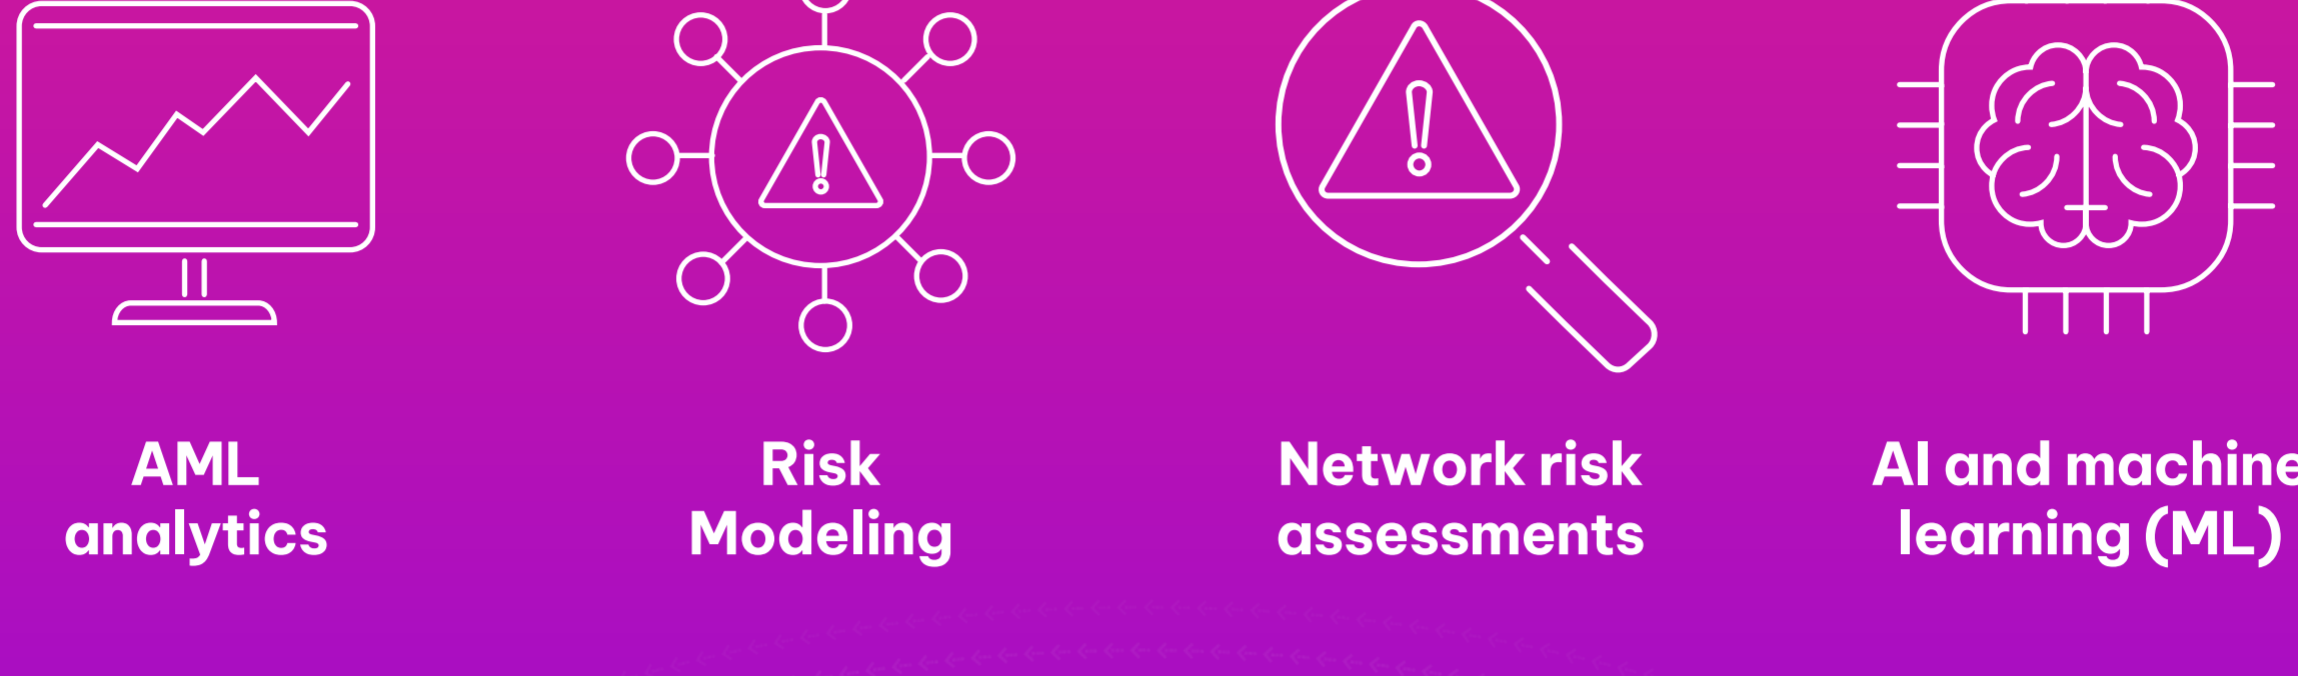 AML
analytics
Risk
Modeling
Network risk
assessments
AI and machine
learning (ML)